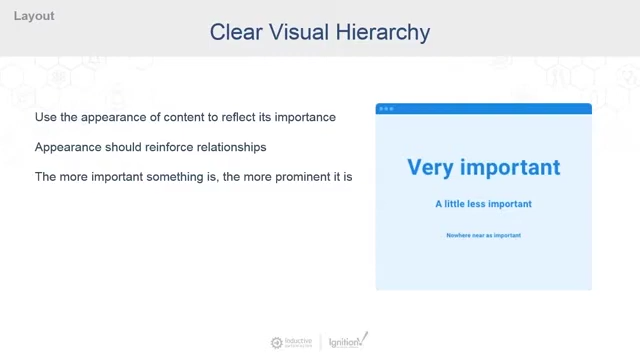 Layout
Clear Visual Hierarchy
Use the appearance of content to reflect its importance
Appearance should reinforce relationships
The more important something is, the more prominent it is
Very important
A little less important
Nowhere near as important
inductive
Ignition